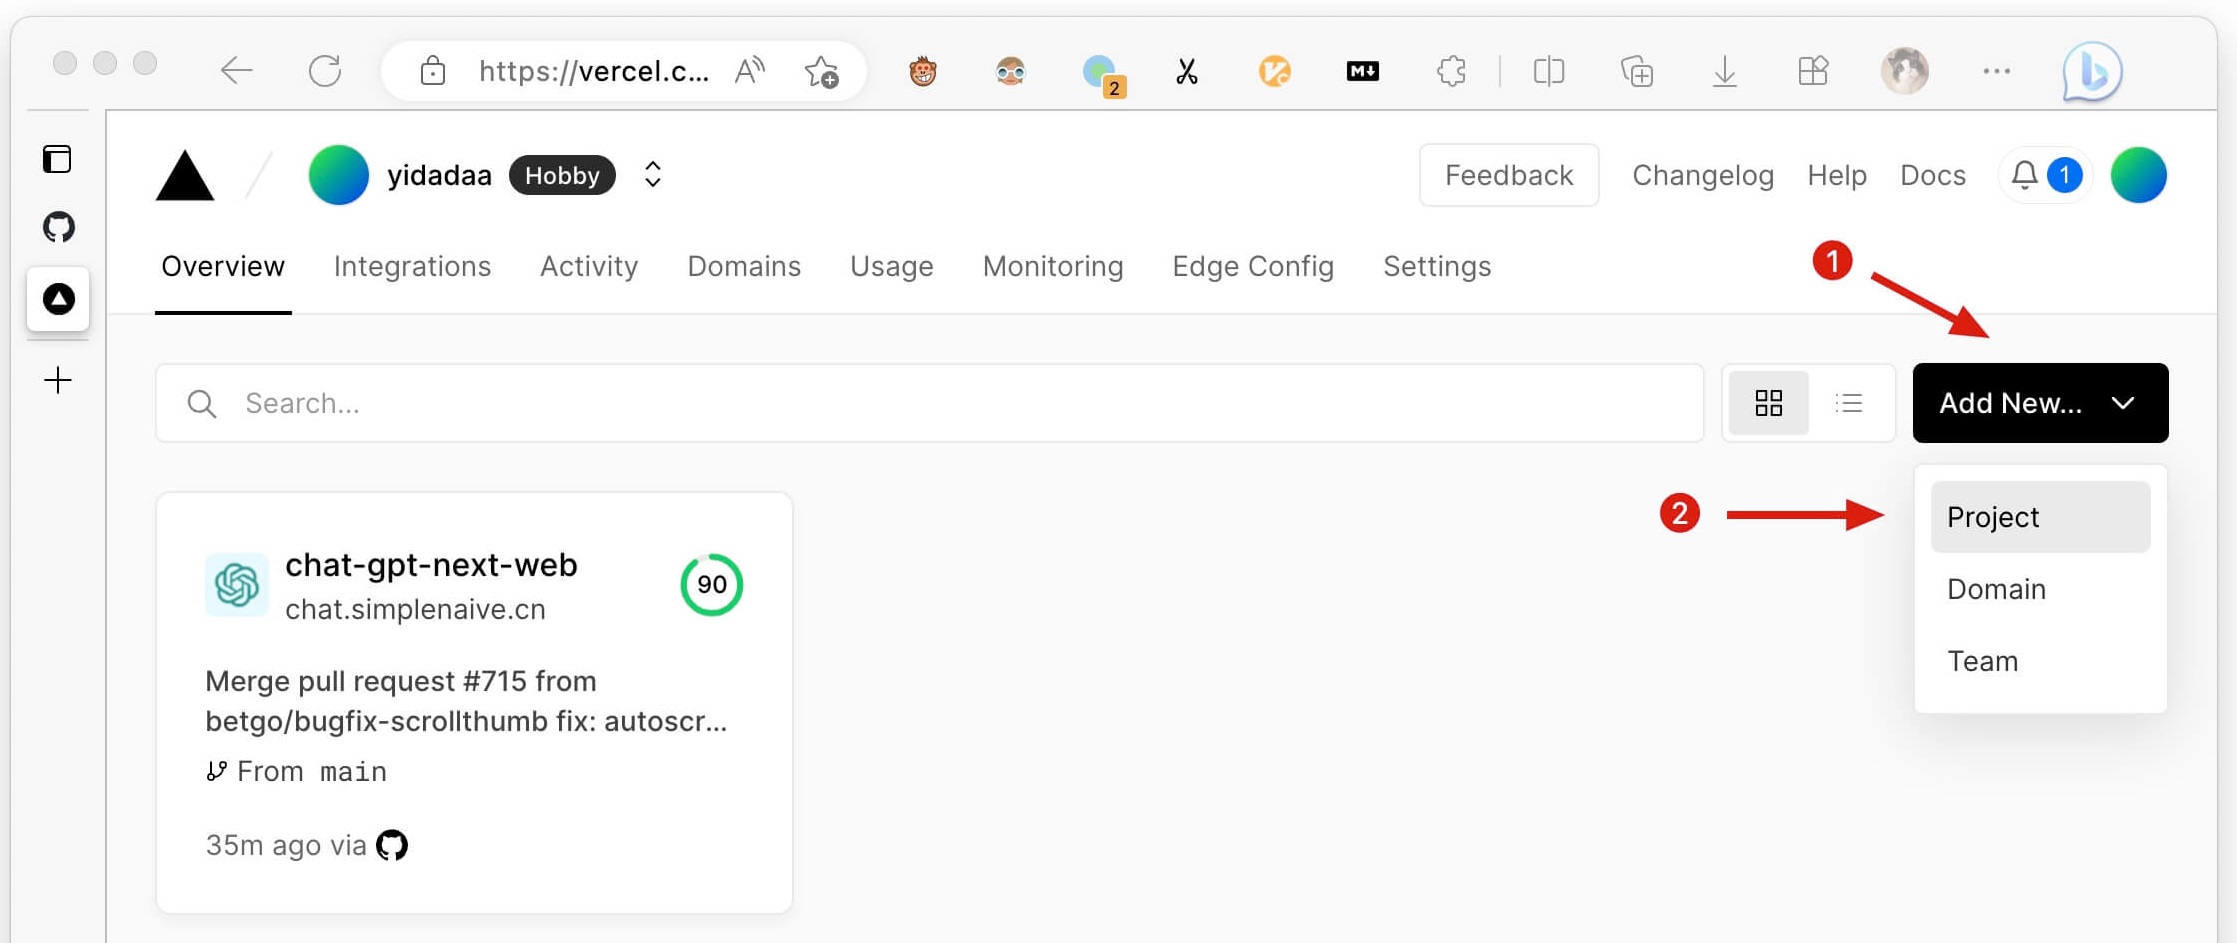 https://vercel.c...
2
M↓
yidadaa Hobby
Feedback Changelog Help Docs 1
Overview Integrations Activity Domains Usage Monitoring Edge Config Settings
1
Search...
Add New...
2
Project
Domain
Team
chat-gpt-next-web
chat.simplenaive.cn
90
Merge pull request #715 from
betgo/bugfix-scrollthumb fix: autoscr...
From main
35m ago via